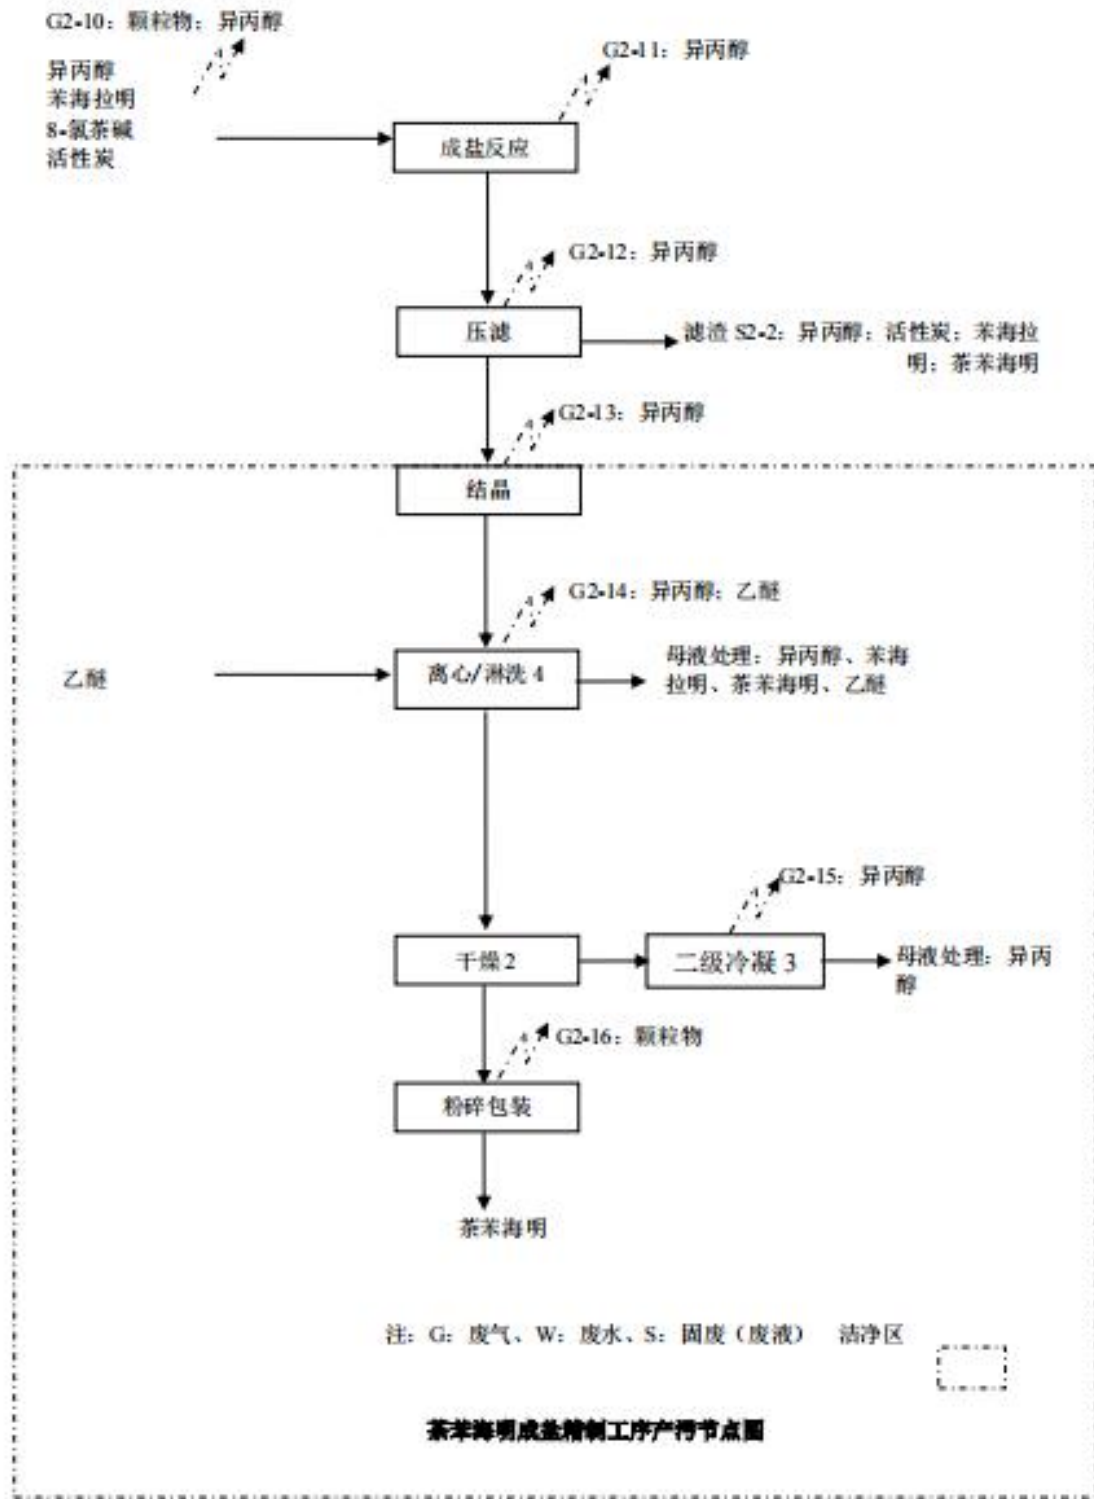 G2-10：颗粒物；异丙醇
G2-11：异丙醇
异丙醇
苯海拉明
8-氯茶碱
活性炭
成盐反应
G2-12：异丙醇
压滤
滤渣 S2-2：异丙醇；活性炭；苯海拉
明；茶苯海明
G2-13：异丙醇
结晶
G2-14：异丙醇；乙醚
乙醚
离心/淋洗 4
母液处理：异丙醇、苯海
拉明、茶苯海明、乙醚
G2-15：异丙醇
干燥 2
二级冷凝 3
母液处理：异丙
醇
G2-16：颗粒物
粉碎包装
茶苯海明
注：G：废气、W：废水、S：固废（废液） 洁净区
茶苯海明成盐精制工序产污节点图